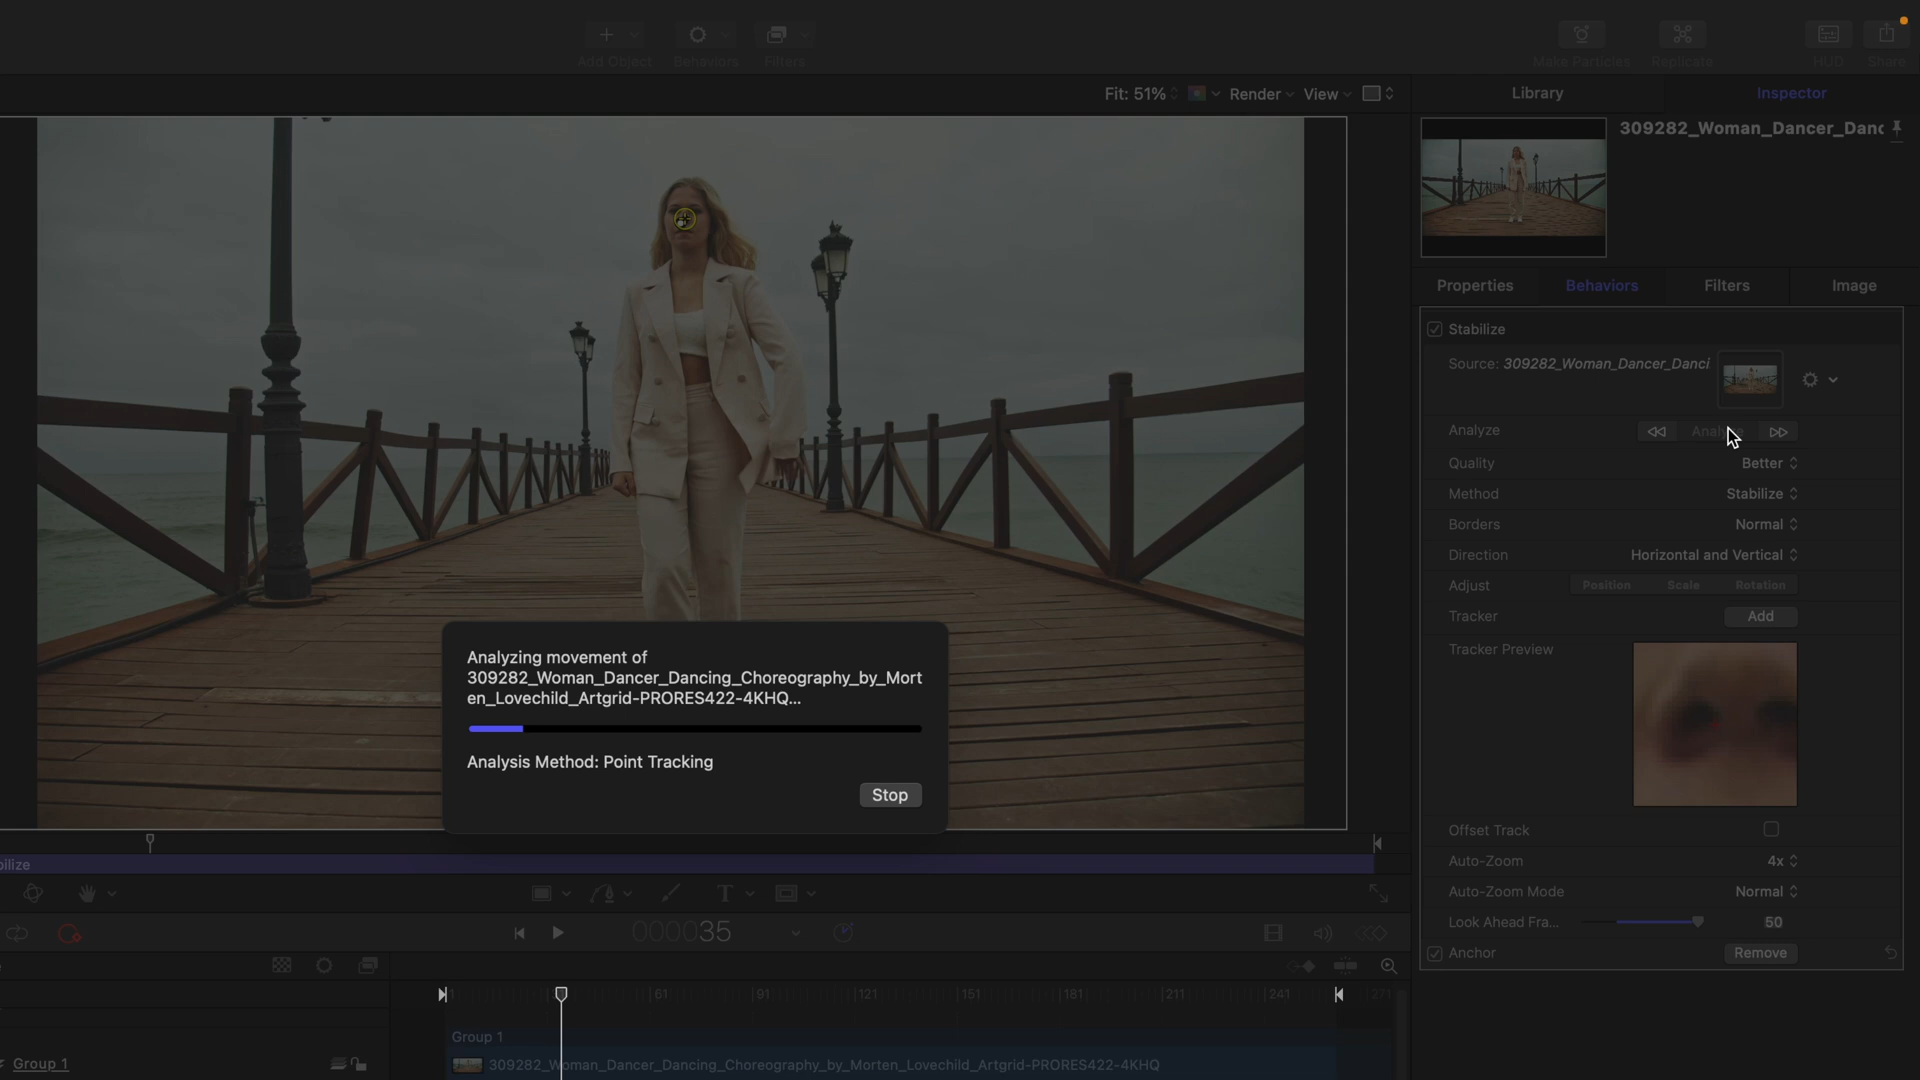 Add Object
Behaviors
Filters
Make Particles
Replicate
HUD
Share
Fit: 51%
Render
View
Library
Inspector
309282_Woman_Dancer_Danc
Properties
Behaviors
Filters
Image
Stabilize
Source: 309282_Woman_Dancer_Danci
Analyze
Quality
Better
Method
Stabilize
Borders
Normal
Direction
Horizontal and Vertical
Adjust
Position
Scale
Rotation
Tracker
Add
Tracker Preview
Offset Track
Auto-Zoom
4x
Auto-Zoom Mode
Normal
Look Ahead Fra...
50
Anchor
Remove
Analyzing movement of
309282_Woman_Dancer_Dancing_Choreography_by_Mort
en_Lovechild_Artgrid-PRORES422-4KHQ...
Analysis Method: Point Tracking
Stop
bilize
T
000035
1
61
91
121
151
181
211
241
271
Group 1
Group 1
309282_Woman_Dancer_Dancing_Choreography_by_Morten_Lovechild_Artgrid-PRORES422-4KHQ